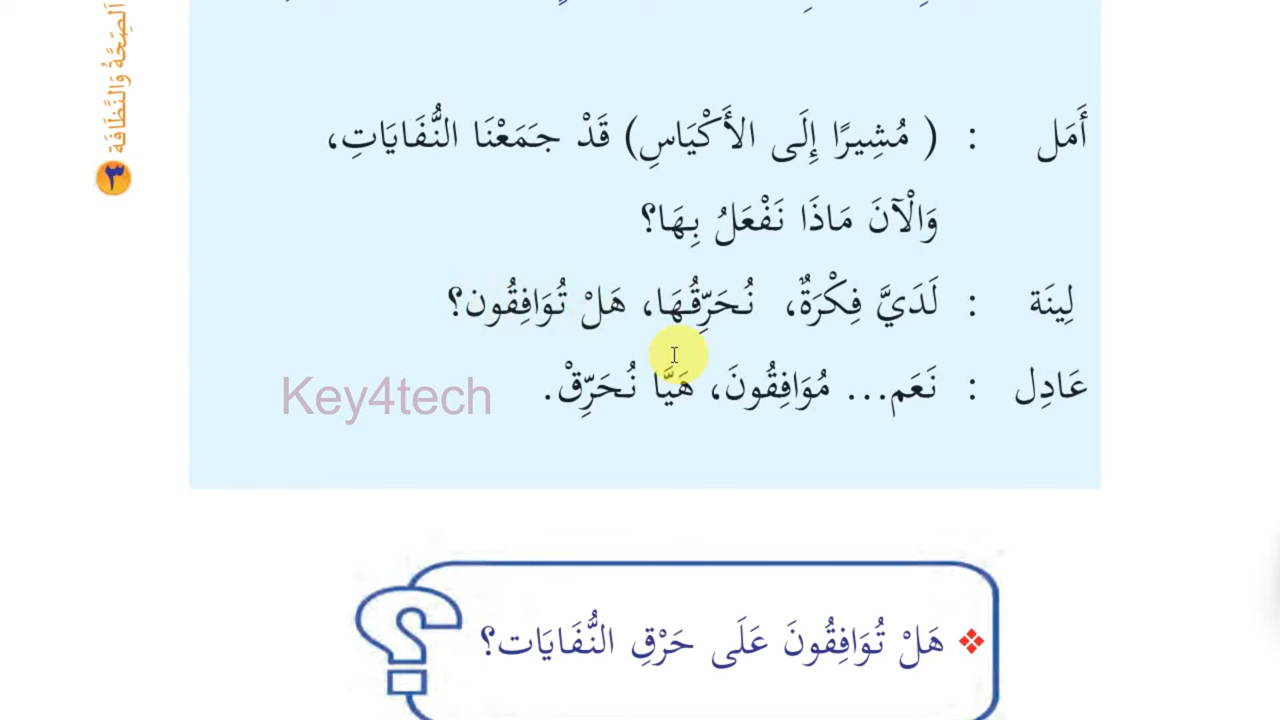 أَمَل : ( مُشِيرًا إِلَى الأَكْيَاسِ) قَدْ جَمَعْنَا النُّفَايَاتِ،
وَالْآنَ مَاذَا نَفْعَلُ بِهَا؟
لِينَة : لَدَيَّ فِكْرَةٌ، نُحَرِّقُهَا، هَلْ تُوَافِقُون؟
عَادِل : نَعَم... مُوَافِقُونَ، هَيَّا نُحَرِّقْ.
Key4tech
❖ هَلْ تُوَافِقُونَ عَلَى حَرْقِ النُّفَايَات؟
?
اَلصِّحَّةُ وَالنَّظَافَة
٣